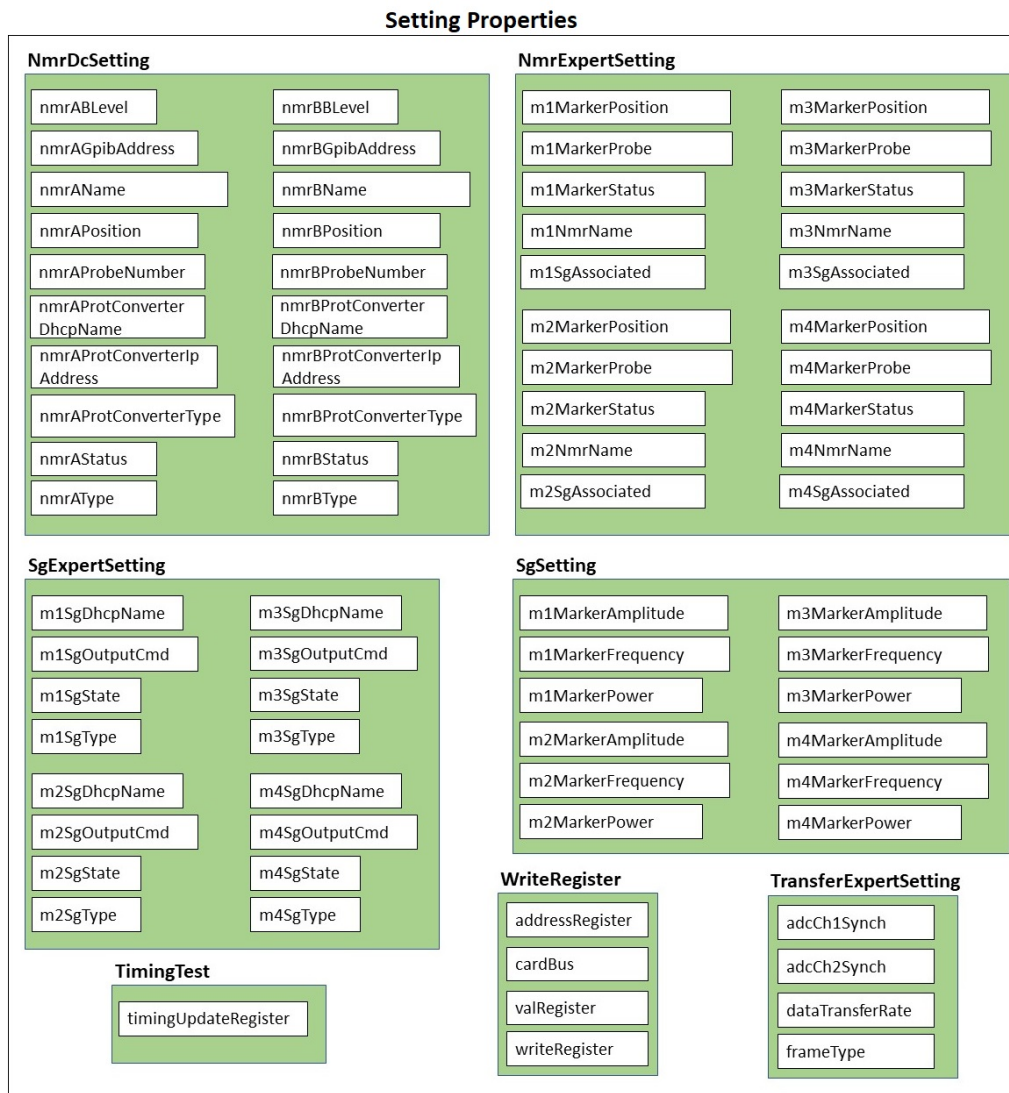 Setting Properties
NmrDcSetting
nmrABLevel
nmrAGpibAddress
nmrAName
nmrAPosition
nmrAProbeNumber
nmrAProtConverter
DhcpName
nmrAProtConverterIp
Address
nmrAProtConverterType
nmrAStatus
nmrAType
nmrBBLevel
nmrBGpibAddress
nmrBName
nmrBPosition
nmrBProbeNumber
nmrBProtConverter
DhcpName
nmrBProtConverterIp
Address
nmrBProtConverterType
nmrBStatus
nmrBType
NmrExpertSetting
m1MarkerPosition
m1MarkerProbe
m1MarkerStatus
m1NmrName
m1SgAssociated
m2MarkerPosition
m2MarkerProbe
m2MarkerStatus
m2NmrName
m2SgAssociated
m3MarkerPosition
m3MarkerProbe
m3MarkerStatus
m3NmrName
m3SgAssociated
m4MarkerPosition
m4MarkerProbe
m4MarkerStatus
m4NmrName
m4SgAssociated
SgExpertSetting
m1SgDhcpName
m1SgOutputCmd
m1SgState
m1SgType
m2SgDhcpName
m2SgOutputCmd
m2SgState
m2SgType
m3SgDhcpName
m3SgOutputCmd
m3SgState
m3SgType
m4SgDhcpName
m4SgOutputCmd
m4SgState
m4SgType
SgSetting
m1MarkerAmplitude
m1MarkerFrequency
m1MarkerPower
m2MarkerAmplitude
m2MarkerFrequency
m2MarkerPower
m3MarkerAmplitude
m3MarkerFrequency
m3MarkerPower
m4MarkerAmplitude
m4MarkerFrequency
m4MarkerPower
TimingTest
timingUpdateRegister
WriteRegister
addressRegister
cardBus
valRegister
writeRegister
TransferExpertSetting
adcCh1Synch
adcCh2Synch
dataTransferRate
frameType